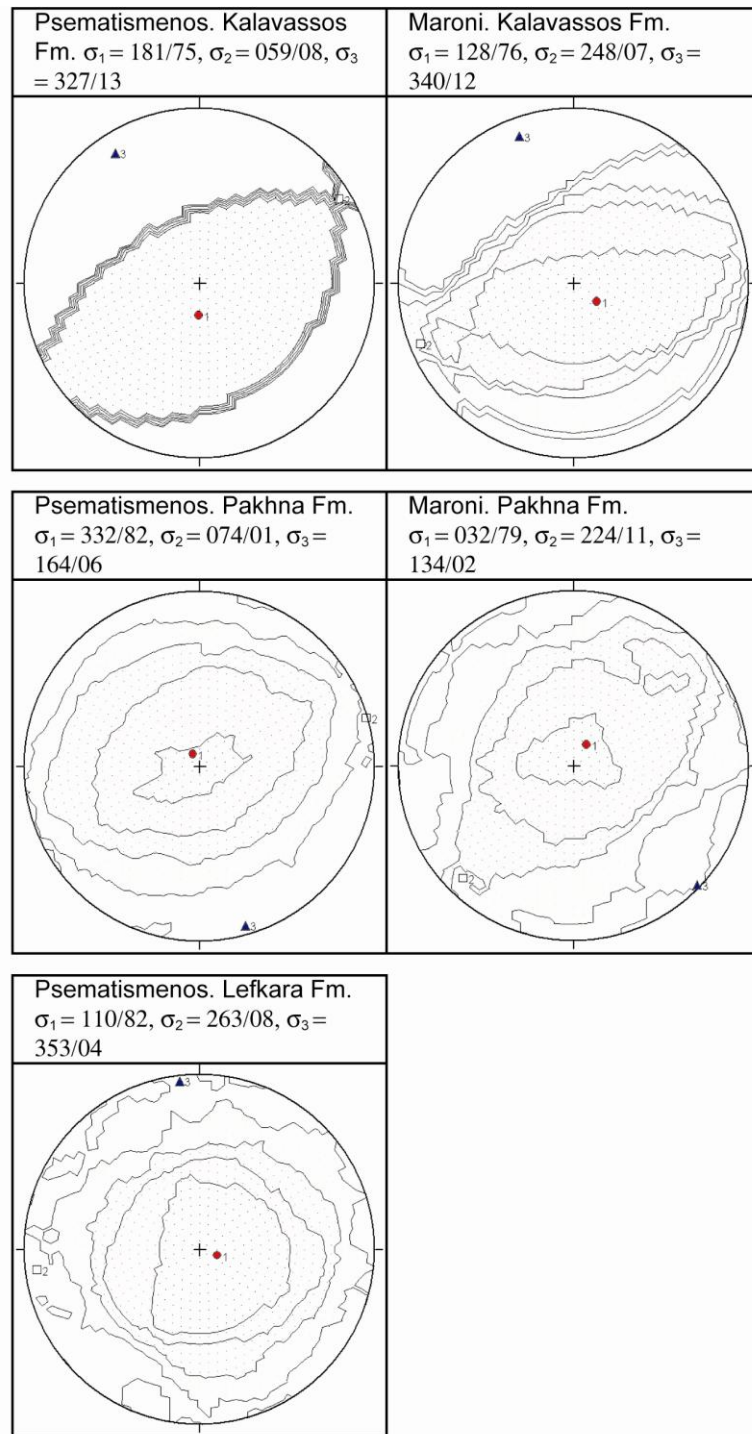 Psematismenos. Kalavassos
Fm. σ₁ = 181/75, σ₂ = 059/08, σ₃
= 327/13
Maroni. Kalavassos Fm.
σ₁ = 128/76, σ₂ = 248/07, σ₃ =
340/12
3
2
1
3
2
1
Psematismenos. Pakhna Fm.
σ₁ = 332/82, σ₂ = 074/01, σ₃ =
164/06
Maroni. Pakhna Fm.
σ₁ = 032/79, σ₂ = 224/11, σ₃ =
134/02
2
1
3
1
2
3
Psematismenos. Lefkara Fm.
σ₁ = 110/82, σ₂ = 263/08, σ₃ =
353/04
3
1
2